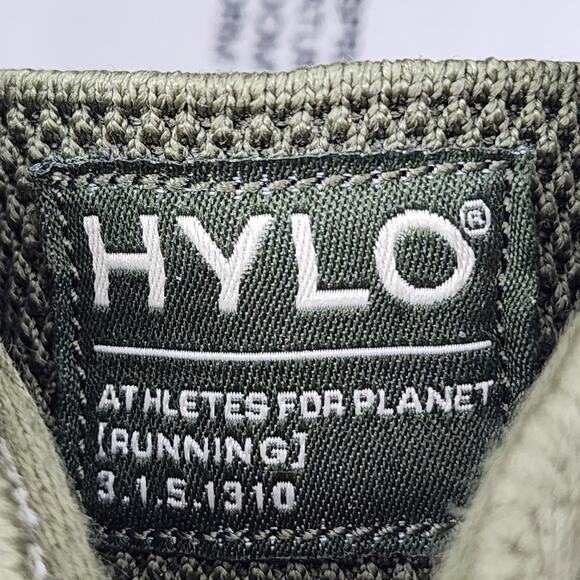 HYLO®
ATHLETES FOR PLANET
[RUNNING]
3.1.5.1310